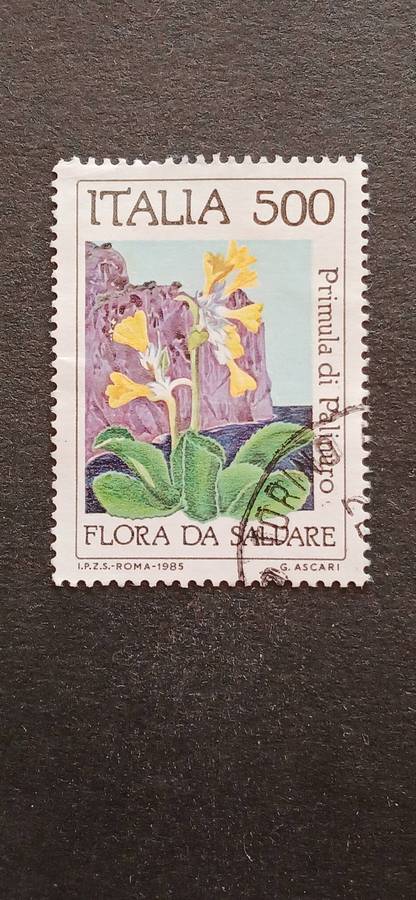 ITALIA 500
primula di Palinuro
FLORA DA SALVARE
I.P.Z.S.-ROMA-1985 G. ASCARI